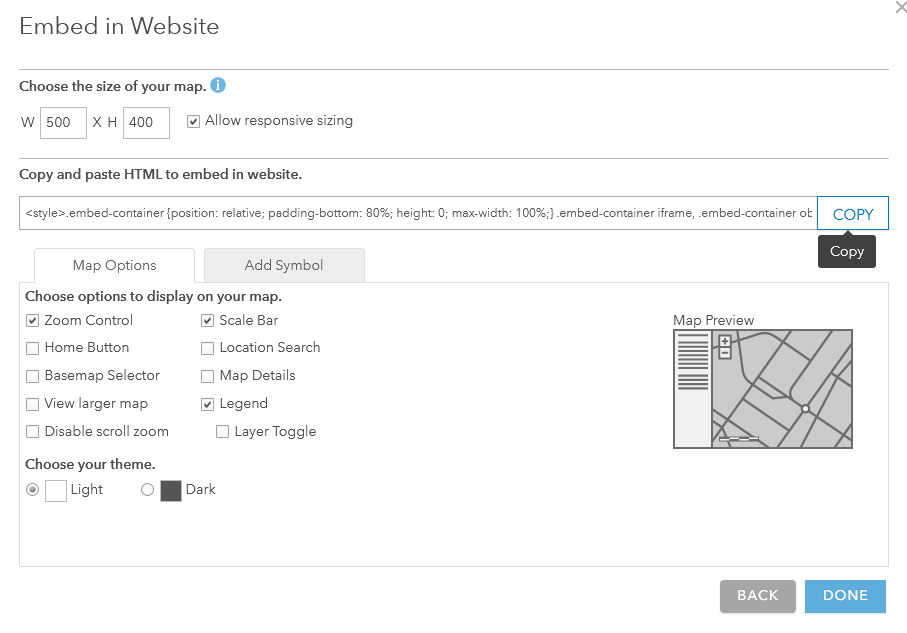 Embed in Website
Choose the size of your map.
W 500 X H 400 Allow responsive sizing
Copy and paste HTML to embed in website.
<style>.embed-container {position: relative; padding-bottom: 80%; height: 0; max-width: 100%;} .embed-container iframe, .embed-container ob COPY
Copy
Map Options Add Symbol
Choose options to display on your map.
Zoom Control Scale Bar Map Preview
Home Button Location Search
Basemap Selector Map Details
View larger map Legend
Disable scroll zoom Layer Toggle
Choose your theme.
Light Dark
BACK DONE